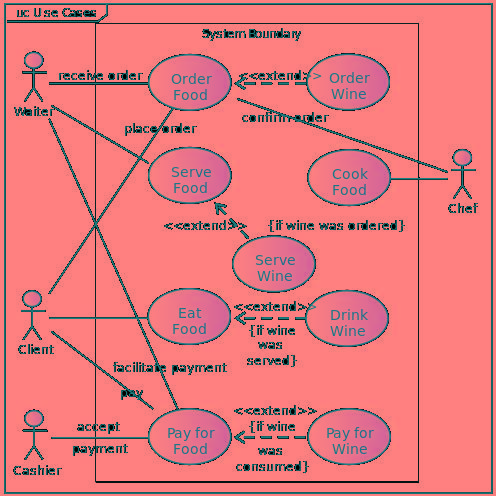 uc Use Cases
System Boundary
receive order
Order
Food
<<extend>>
Order
Wine
Waiter
confirm order
place order
Serve
Food
Cook
Food
Chef
<<extend>>
{if wine was ordered}
Serve
Wine
Client
Eat
Food
<<extend>>
{if wine
was
served}
Drink
Wine
facilitate payment
pay
accept
payment
Cashier
Pay for
Food
<<extend>>
{if wine
was
consumed}
Pay for
Wine